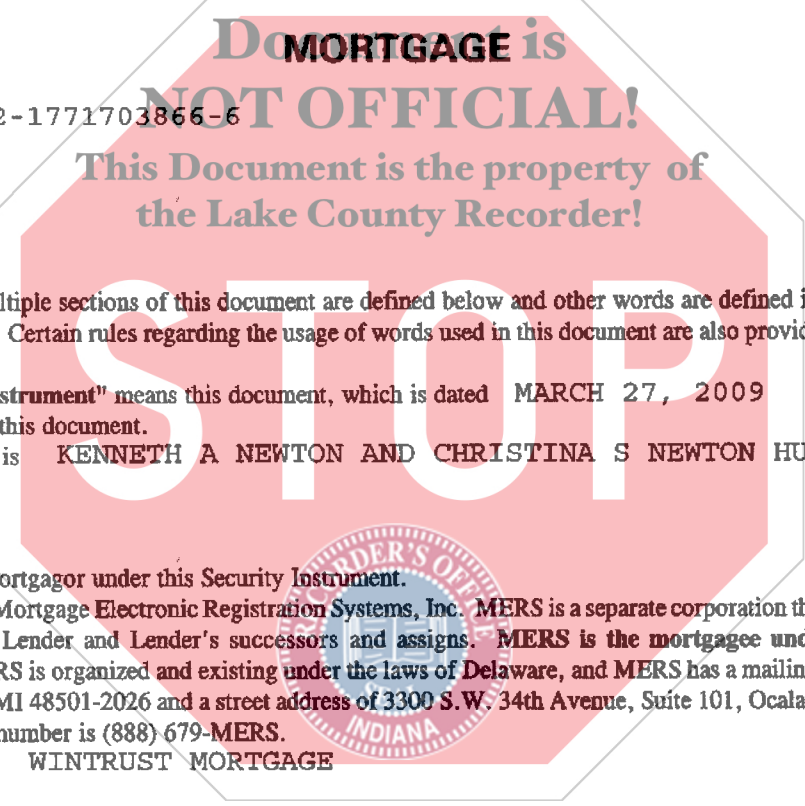 Document is
MORTGAGE
NOT OFFICIAL!
2-1771703866-6
This Document is the property of
the Lake County Recorder!
STOP
ltiple sections of this document are defined below and other words are defined i
Certain rules regarding the usage of words used in this document are also provid
strument" means this document, which is dated MARCH 27, 2009
this document.
is KENNETH A NEWTON AND CHRISTINA S NEWTON HU
ortgagor under this Security Instrument.
Mortgage Electronic Registration Systems, Inc. MERS is a separate corporation th
Lender and Lender's successors and assigns. MERS is the mortgagee und
RS is organized and existing under the laws of Delaware, and MERS has a mailin
MI 48501-2026 and a street address of 3300 S.W. 34th Avenue, Suite 101, Ocala
number is (888) 679-MERS.
WINTRUST MORTGAGE
RECORDER'S OFFICE
SEAL
INDIANA